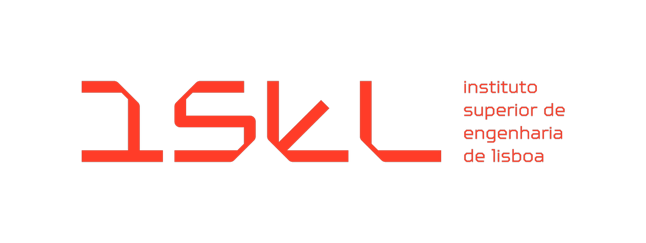 ISEL
instituto
superior de
engenharia
de lisboa